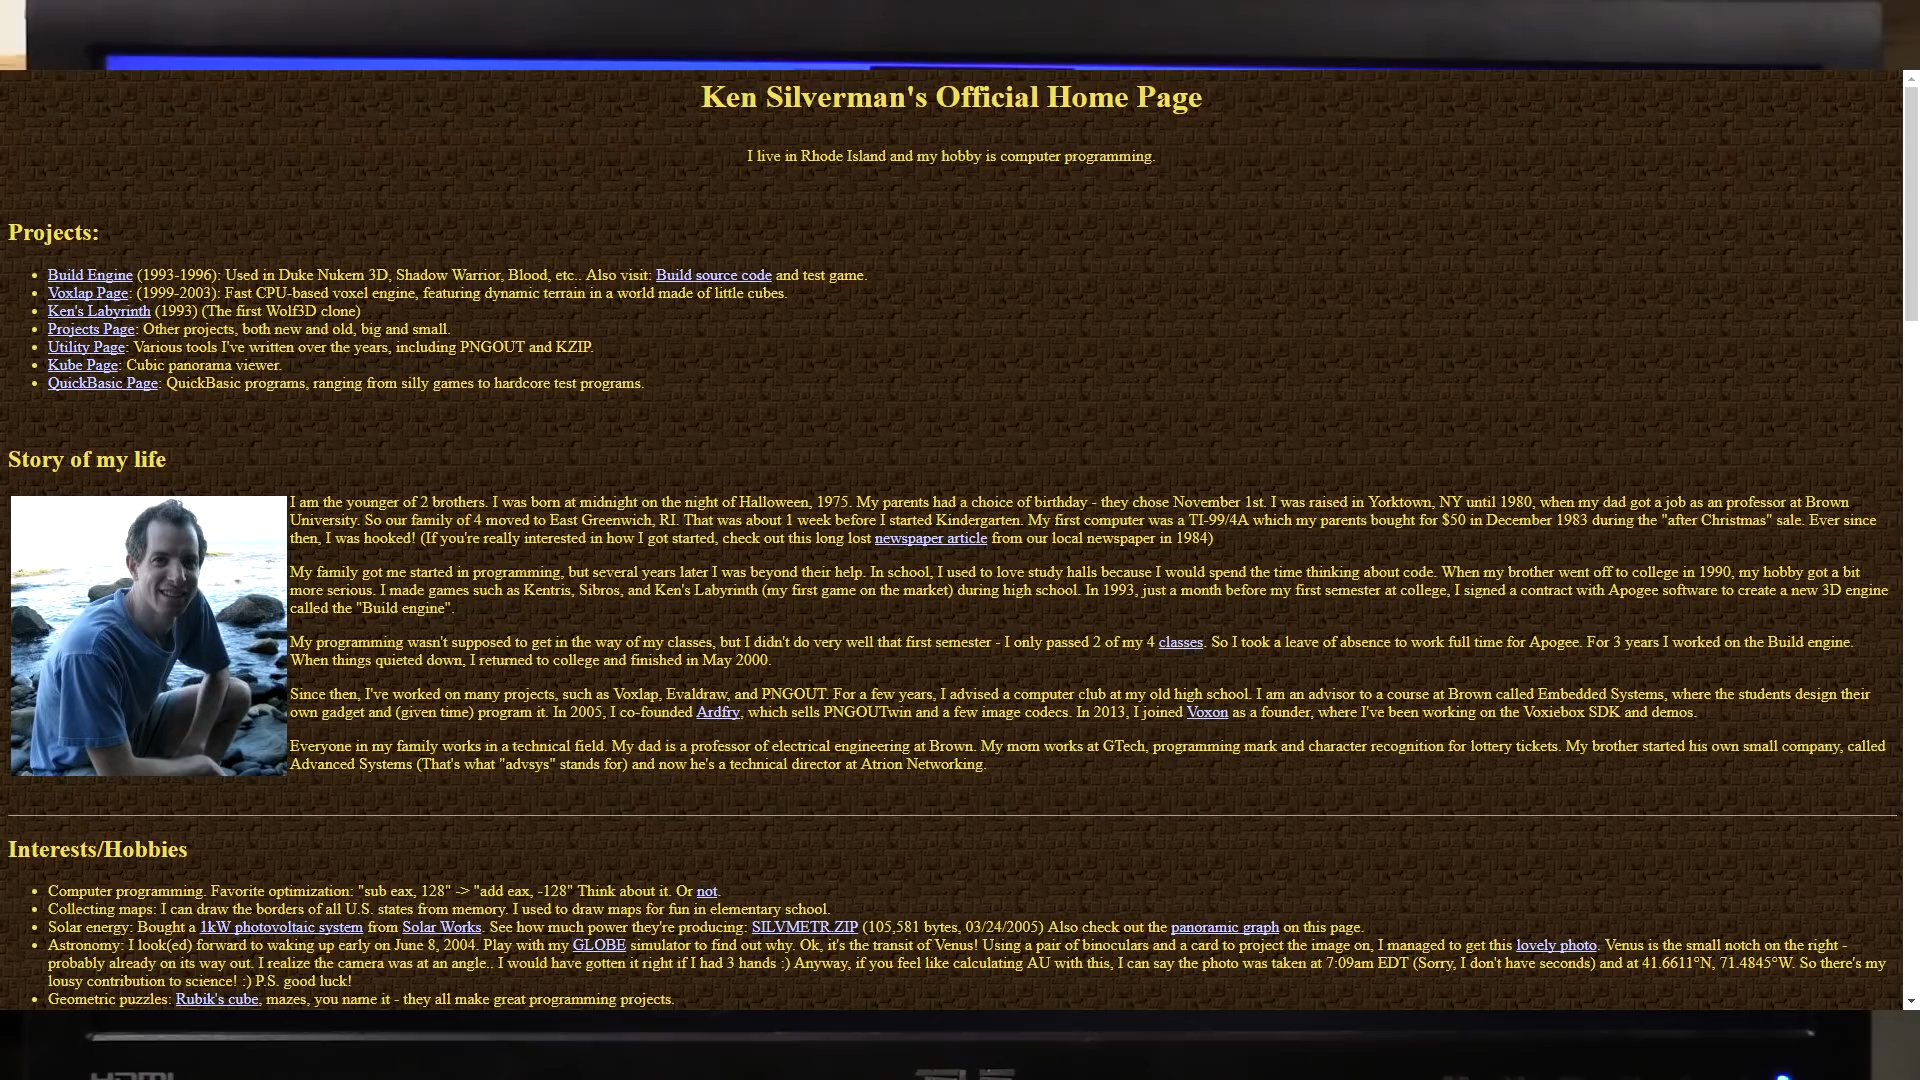 Ken Silverman's Official Home Page
I live in Rhode Island and my hobby is computer programming.
Projects:
Build Engine (1993-1996): Used in Duke Nukem 3D, Shadow Warrior, Blood, etc.. Also visit: Build source code and test game.
Voxlap Page: (1999-2003): Fast CPU-based voxel engine, featuring dynamic terrain in a world made of little cubes.
Ken's Labyrinth (1993) (The first Wolf3D clone)
Projects Page: Other projects, both new and old, big and small.
Utility Page: Various tools I've written over the years, including PNGOUT and KZIP.
Kube Page: Cubic panorama viewer.
QuickBasic Page: QuickBasic programs, ranging from silly games to hardcore test programs.
Story of my life
I am the younger of 2 brothers. I was born at midnight on the night of Halloween, 1975. My parents had a choice of birthday - they chose November 1st. I was raised in Yorktown, NY until 1980, when my dad got a job as an professor at Brown
University. So our family of 4 moved to East Greenwich, RI. That was about 1 week before I started Kindergarten. My first computer was a TI-99/4A which my parents bought for $50 in December 1983 during the "after Christmas" sale. Ever since
then, I was hooked! (If you're really interested in how I got started, check out this long lost newspaper article from our local newspaper in 1984)
My family got me started in programming, but several years later I was beyond their help. In school, I used to love study halls because I would spend the time thinking about code. When my brother went off to college in 1990, my hobby got a bit
more serious. I made games such as Kentris, Sibros, and Ken's Labyrinth (my first game on the market) during high school. In 1993, just a month before my first semester at college, I signed a contract with Apogee software to create a new 3D engine
called the "Build engine".
My programming wasn't supposed to get in the way of my classes, but I didn't do very well that first semester - I only passed 2 of my 4 classes. So I took a leave of absence to work full time for Apogee. For 3 years I worked on the Build engine.
When things quieted down, I returned to college and finished in May 2000.
Since then, I've worked on many projects, such as Voxlap, Evaldraw, and PNGOUT. For a few years, I advised a computer club at my old high school. I am an advisor to a course at Brown called Embedded Systems, where the students design their
own gadget and (given time) program it. In 2005, I co-founded Ardfry, which sells PNGOUTwin and a few image codecs. In 2013, I joined Voxon as a founder, where I've been working on the Voxiebox SDK and demos.
Everyone in my family works in a technical field. My dad is a professor of electrical engineering at Brown. My mom works at GTech, programming mark and character recognition for lottery tickets. My brother started his own small company, called
Advanced Systems (That's what "advsys" stands for) and now he's a technical director at Atrion Networking.
Interests/Hobbies
Computer programming. Favorite optimization: "sub eax, 128" -> "add eax, -128" Think about it. Or not.
Collecting maps: I can draw the borders of all U.S. states from memory. I used to draw maps for fun in elementary school.
Solar energy: Bought a 1kW photovoltaic system from Solar Works. See how much power they're producing: SILVMETR.ZIP (105,581 bytes, 03/24/2005) Also check out the panoramic graph on this page.
Astronomy: I look(ed) forward to waking up early on June 8, 2004. Play with my GLOBE simulator to find out why. Ok, it's the transit of Venus! Using a pair of binoculars and a card to project the image on, I managed to get this lovely photo. Venus is the small notch on the right -
probably already on its way out. I realize the camera was at an angle.. I would have gotten it right if I had 3 hands :) Anyway, if you feel like calculating AU with this, I can say the photo was taken at 7:09am EDT (Sorry, I don't have seconds) and at 41.6611°N, 71.4845°W. So there's my
lousy contribution to science! :) P.S. good luck!
Geometric puzzles: Rubik's cube, mazes, you name it - they all make great programming projects.